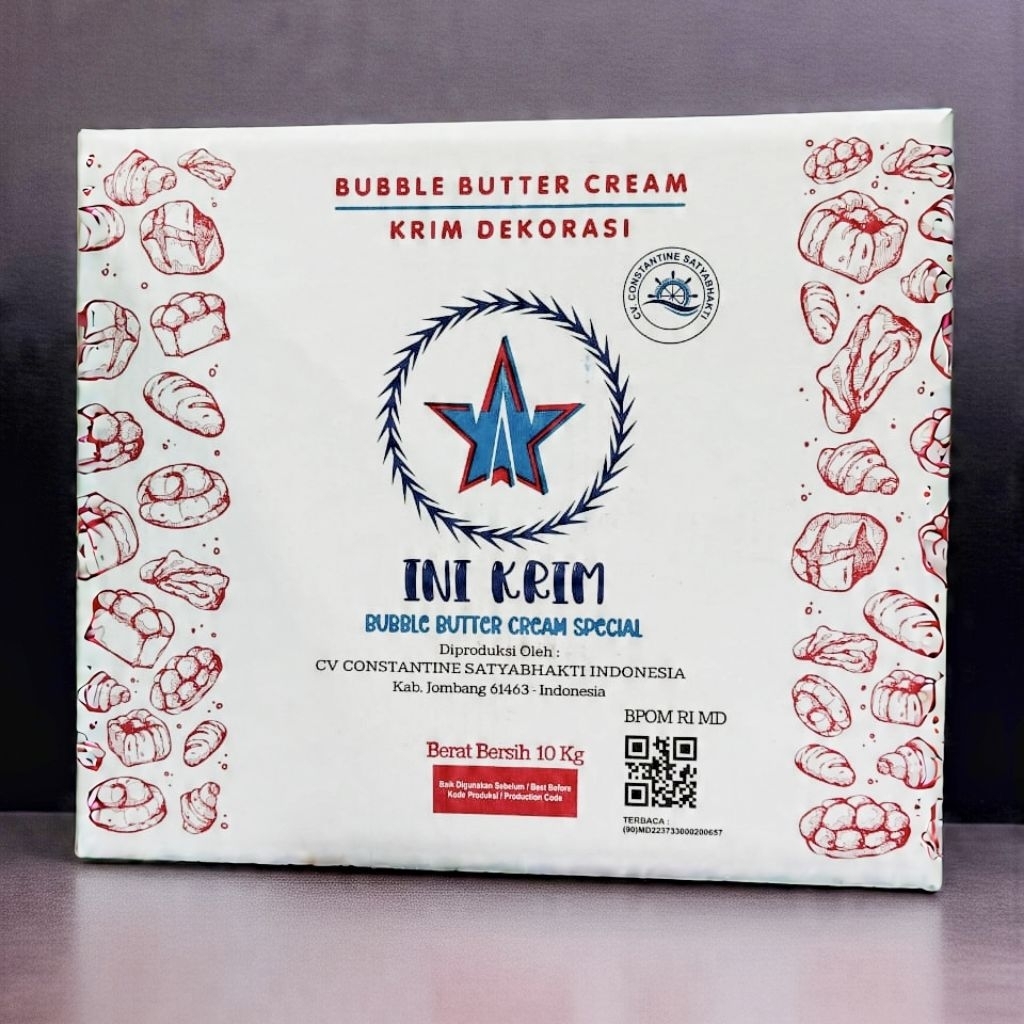 BUBBLE BUTTER CREAM
KRIM DEKORASI
CV. CONSTANTINE SATYABHAKTI
INI KRIM
BUBBLE BUTTER CREAM SPECIAL
Diproduksi Oleh :
CV CONSTANTINE SATYABHAKTI INDONESIA
Kab. Jombang 61463 - Indonesia
BPOM RI MD
Berat Bersih 10 Kg
Baik Digunakan Sebelum / Best Before
Kode Produksi / Production Code
TERBACA :
(90)MD223733000200657